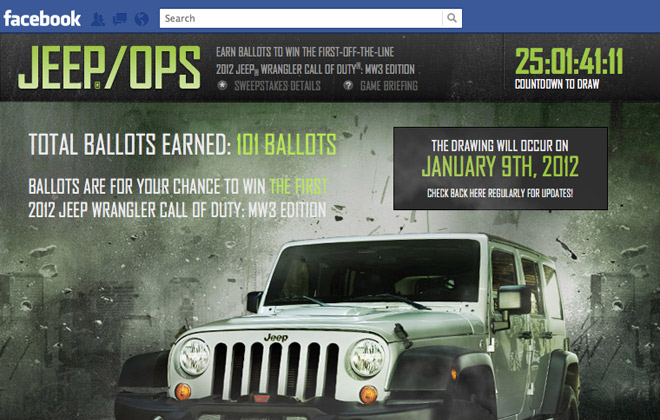 facebook
Search
JEEP®/OPS
EARN BALLOTS TO WIN THE FIRST-OFF-THE-LINE
2012 JEEP® WRANGLER CALL OF DUTY®: MW3 EDITION
SWEEPSTAKES DETAILS
? GAME BRIEFING
25:01:41:11
COUNTDOWN TO DRAW
TOTAL BALLOTS EARNED: 101 BALLOTS
BALLOTS ARE FOR YOUR CHANCE TO WIN THE FIRST
2012 JEEP WRANGLER CALL OF DUTY: MW3 EDITION
THE DRAWING WILL OCCUR ON
JANUARY 9TH, 2012
CHECK BACK HERE REGULARLY FOR UPDATES!
Jeep